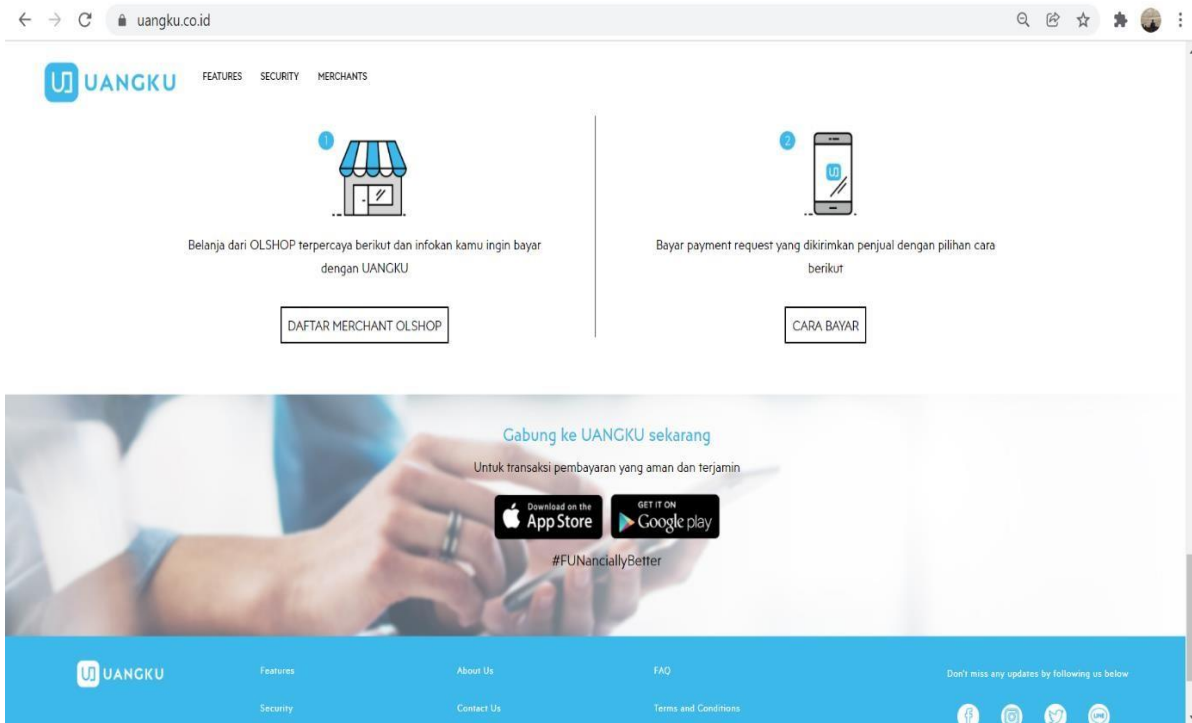 uangku.co.id
UANGKU
FEATURES SECURITY MERCHANTS
1
Belanja dari OLSHOP terpercaya berikut dan infokan kamu ingin bayar
dengan UANGKU
DAFTAR MERCHANT OLSHOP
2
Bayar payment request yang dikirimkan penjual dengan pilihan cara
berikut
CARA BAYAR
Gabung ke UANGKU sekarang
Untuk transaksi pembayaran yang aman dan terjamin
Download on the
App Store
GET IT ON
Google play
#FUNanciallyBetter
UANGKU
Features
Security
About Us
Contact Us
FAQ
Terms and Conditions
Don't miss any updates by following us below
LINE